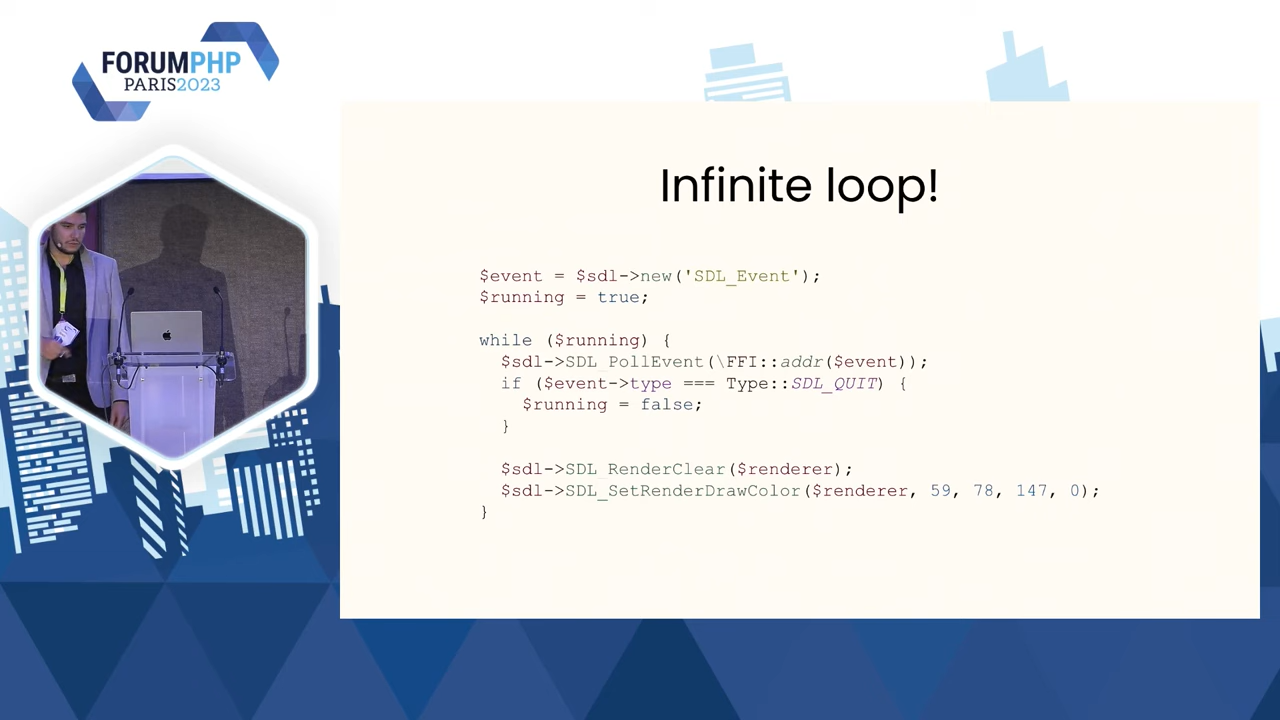 FORUMPHP
PARIS2023
Infinite loop!
$event = $sdl->new('SDL_Event');
$running = true;
while ($running) {
$sdl->SDL_PollEvent(\FFI::addr($event));
if ($event->type === Type::SDL_QUIT) {
$running = false;
}
$sdl->SDL_RenderClear($renderer);
$sdl->SDL_SetRenderDrawColor($renderer, 59, 78, 147, 0);
}